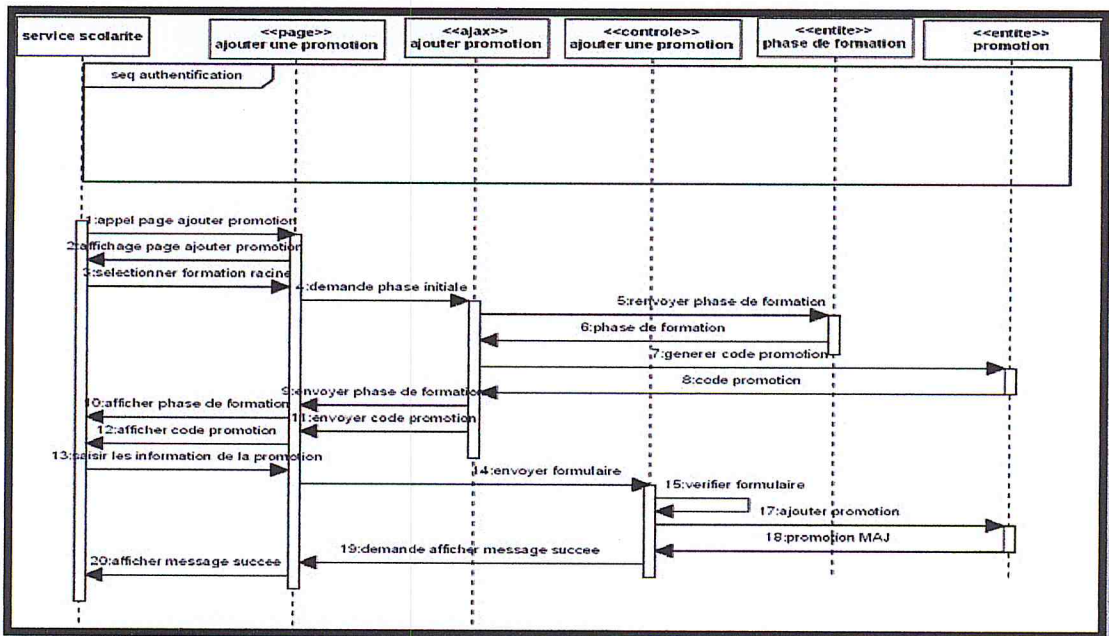 service scolarite
<<page>>
ajouter une promotion
<<ajax>>
ajouter promotion
<<controle>>
ajouter une promotion
<<entite>>
phase de formation
<<entite>>
promotion
seq authentification
1:appel page ajouter promotion
2:affichage page ajouter promotion
3:selectionner formation racine
4:demande phase initiale
5:renvoyer phase de formation
6:phase de formation
7:generer code promotion
8:code promotion
9:envoyer phase de formation
10:afficher phase de formation
11:envoyer code promotion
12:afficher code promotion
13:saisir les information de la promotion
14:envoyer formulaire
15:verifier formulaire
17:ajouter promotion
18:promotion MAJ
19:demande afficher message succee
20:afficher message succee